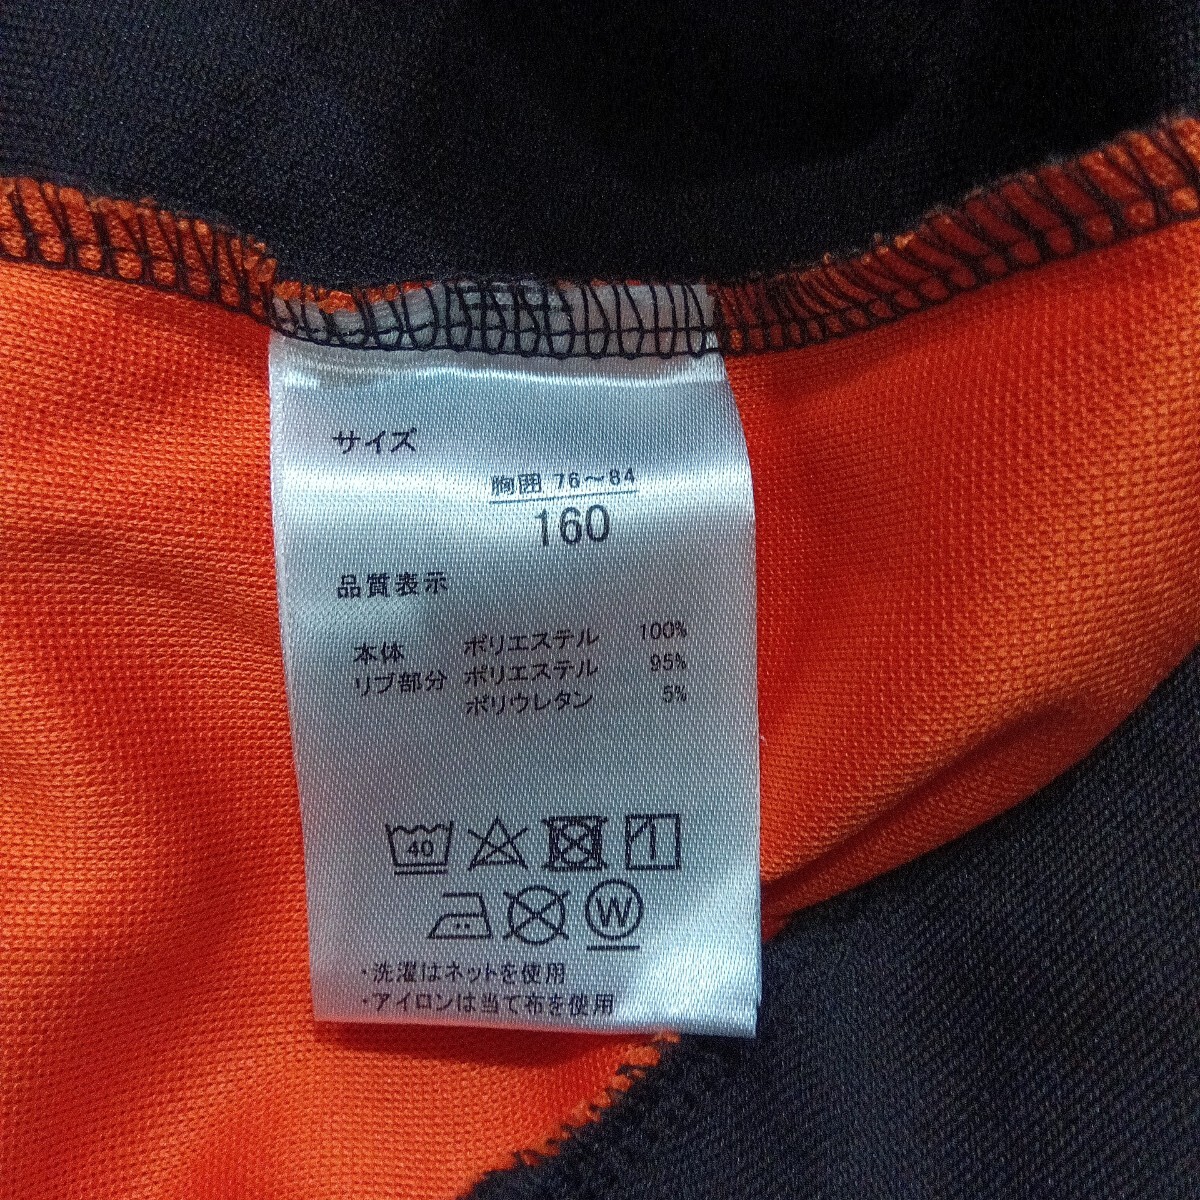 サイズ
胸囲 76～84
160
品質表示
本体 ポリエステル 100%
リブ部分 ポリエステル 95%
ポリウレタン 5%
40
W
・洗濯はネットを使用
・アイロンは当て布を使用